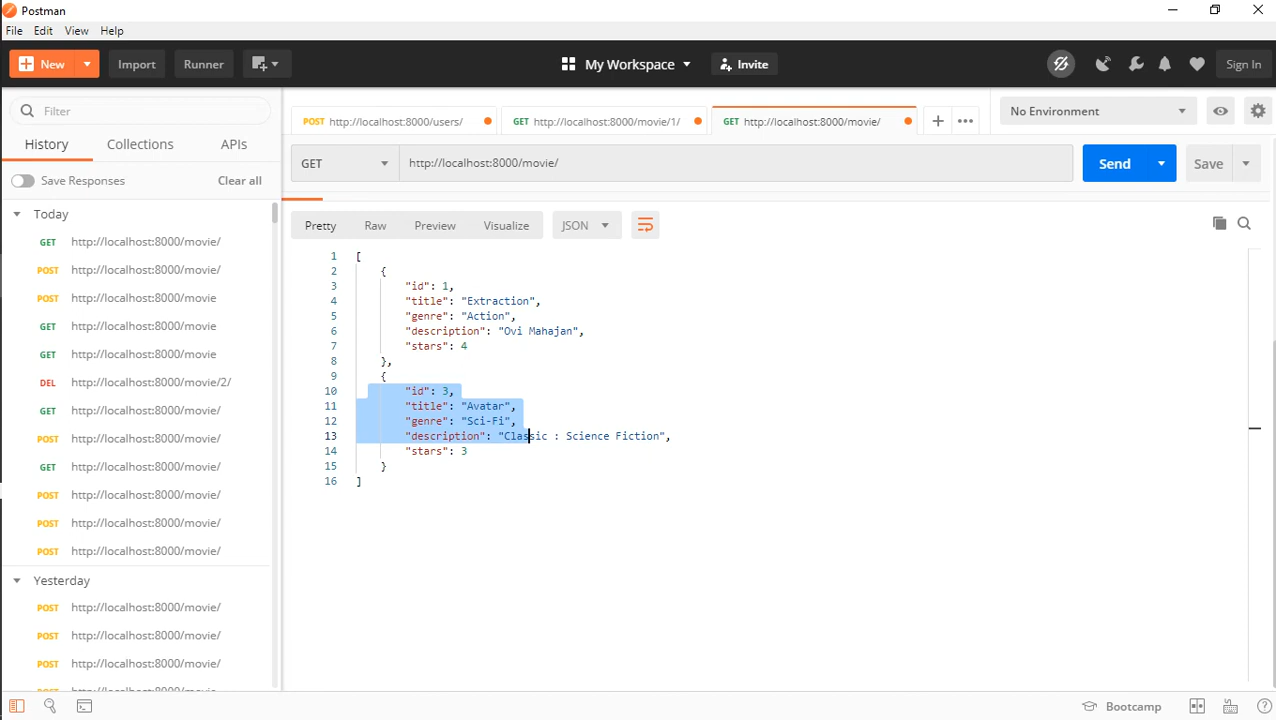 Postman
File Edit View Help
New Import Runner My Workspace Invite Sign In
Filter
History Collections APIs
Save Responses Clear all
Today
GET http://localhost:8000/movie/
POST http://localhost:8000/movie/
POST http://localhost:8000/movie
GET http://localhost:8000/movie
GET http://localhost:8000/movie
DEL http://localhost:8000/movie/2/
GET http://localhost:8000/movie/
POST http://localhost:8000/movie/
GET http://localhost:8000/movie/
POST http://localhost:8000/movie/
POST http://localhost:8000/movie/
POST http://localhost:8000/movie/
Yesterday
POST http://localhost:8000/movie/
POST http://localhost:8000/movie/
POST http://localhost:8000/movie/
POST http://localhost:8000/movie
POST http://localhost:8000/users/ GET http://localhost:8000/movie/1/ GET http://localhost:8000/movie/ No Environment
GET http://localhost:8000/movie/ Send Save
Pretty Raw Preview Visualize JSON
1 [
2 {
3 "id": 1,
4 "title": "Extraction",
5 "genre": "Action",
6 "description": "Ovi Mahajan",
7 "stars": 4
8 },
9 {
10 "id": 3,
11 "title": "Avatar",
12 "genre": "Sci-Fi",
13 "description": "Classic : Science Fiction",
14 "stars": 3
15 }
16 ]
Bootcamp